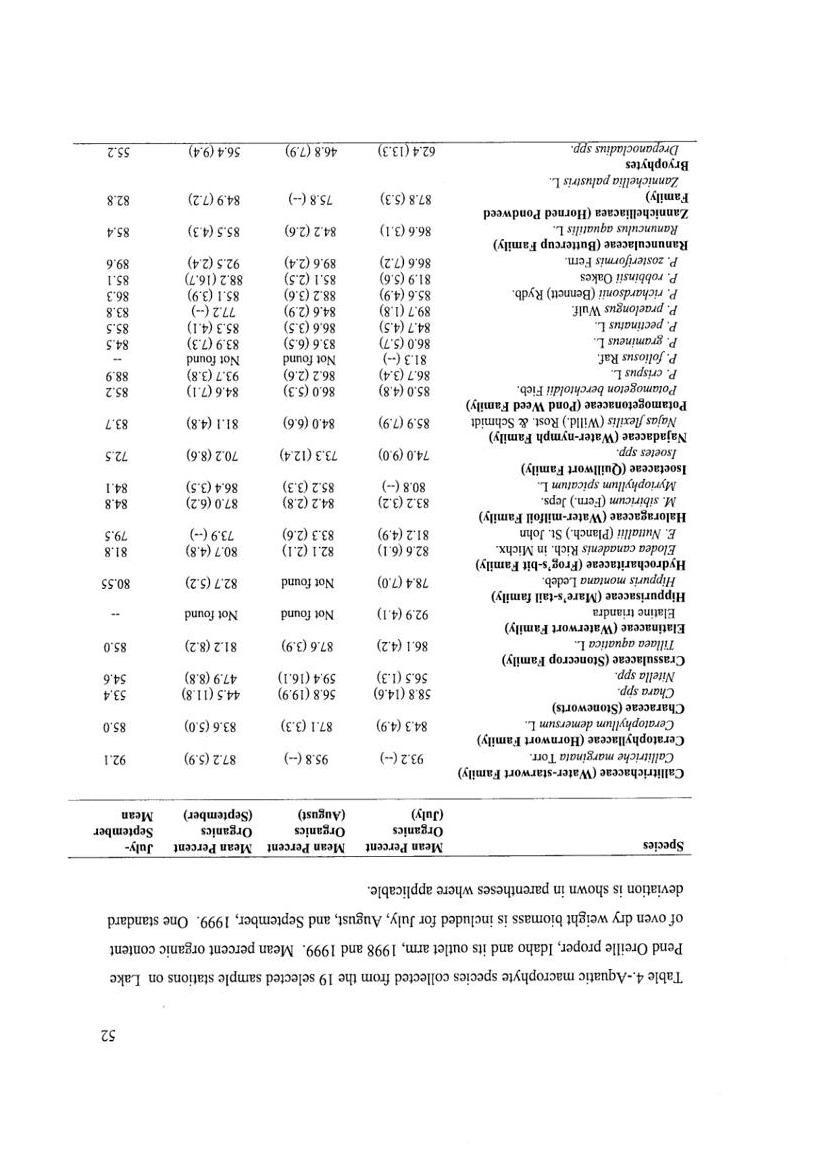 52
Table 4.-Aquatic macrophyte species collected from the 19 selected sample stations on Lake
Pend Oreille proper, Idaho and its outlet arm, 1998 and 1999. Mean percent organic content
of oven dry weight biomass is included for July, August, and September, 1999. One standard
deviation is shown in parentheses where applicable.
Species Mean Percent Mean Percent Mean Percent July-
Organics Organics Organics September
(July) (August) (September) Mean
Callitrichaceae (Water-starwort Family)
Callitriche marginata Torr. 93.2 (--) 95.8 (--) 87.2 (5.9) 92.1
Ceratophyllaceae (Hornwort Family)
Ceratophyllum demersum L. 84.3 (4.9) 87.1 (3.3) 83.6 (5.0) 85.0
Characeae (Stoneworts)
Chara spp. 58.8 (14.6) 56.8 (19.9) 44.5 (11.8) 53.4
Nitella spp. 56.5 (1.3) 59.4 (16.1) 47.9 (8.8) 54.6
Crassulaceae (Stonecrop Family)
Tillaea aquatica L. 86.1 (4.2) 87.6 (3.9) 81.2 (8.2) 85.0
Elatinaceae (Waterwort Family)
Elatine triandra 92.9 (4.1) Not found Not found --
Hippurisaceae (Mare's-tail family)
Hippuris montana Ledeb. 78.4 (7.0) Not found 82.7 (5.2) 80.55
Hydrocharitaceae (Frog's-bit Family)
Elodea canadenis Rich. in Michx. 82.6 (6.1) 82.1 (2.1) 80.7 (4.8) 81.8
E. Nuttallii (Planch.) St. John 81.2 (4.9) 83.3 (2.6) 73.9 (--) 79.5
Haloragaceae (Water-milfoil Family)
M. sibiricum (Fern.) Jeps. 83.2 (3.2) 84.2 (2.8) 87.0 (6.2) 84.8
Myriophyllum spicatum L. 80.8 (--) 85.2 (3.3) 86.4 (3.5) 84.1
Isoetaceae (Quillwort Family)
Isoetes spp. 74.0 (9.0) 73.3 (12.4) 70.2 (8.6) 72.5
Najadaceae (Water-nymph Family)
Najas flexilis (Willd.) Rost. & Schmidt 85.9 (7.9) 84.0 (6.6) 81.1 (4.8) 83.7
Potamogetonaceae (Pond Weed Family)
Potamogeton berchtoldii Fieb. 85.0 (4.8) 86.0 (5.3) 84.6 (7.1) 85.2
P. crispus L. 86.7 (3.4) 86.2 (2.6) 93.7 (3.8) 88.9
P. foliosus Raf. 81.3 (--) Not found Not found --
P. gramineus L. 86.0 (5.7) 83.6 (6.5) 83.9 (7.3) 84.5
P. pectinatus L. 84.7 (4.5) 86.6 (3.5) 85.3 (4.1) 85.5
P. praelongus Wulf. 89.7 (1.8) 84.6 (2.9) 77.2 (--) 83.8
P. richardsonii (Bennett) Rydb. 85.6 (4.9) 88.2 (3.6) 85.1 (3.9) 86.3
P. robbinsii Oakes 81.9 (5.6) 85.1 (2.5) 88.2 (16.7) 85.1
P. zosterformis Fern. 86.6 (7.2) 89.6 (2.4) 92.5 (2.4) 89.6
Ranunculaceae (Buttercup Family)
Rannunculus aquatilis L. 86.6 (3.1) 84.2 (2.6) 85.5 (4.3) 85.4
Zannichelliacaea (Horned Pondweed
Family) 87.8 (5.3) 75.8 (--) 84.9 (7.2) 82.8
Zannichellia palustris L.
Bryophytes
Drepanocladus spp. 62.4 (13.3) 46.8 (7.9) 56.4 (9.4) 55.2